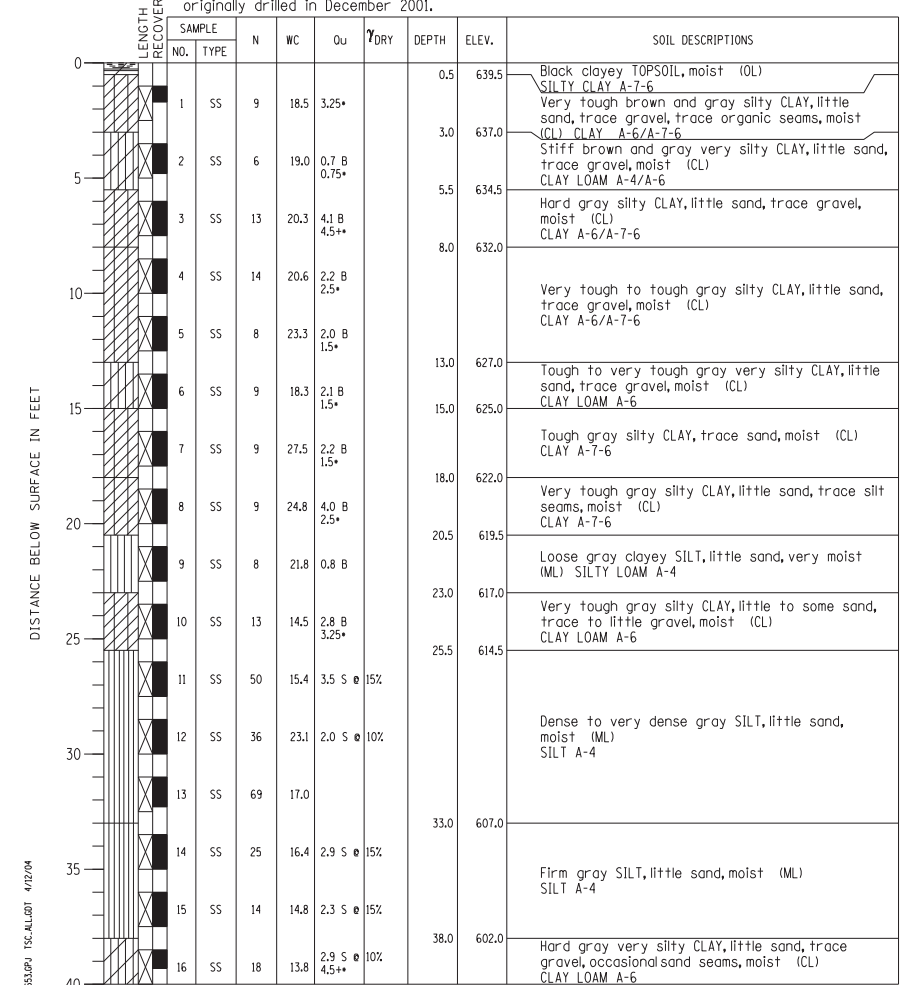 originally drilled in December 2001.
LENGTH
RECOVERY
SAMPLE
NO. TYPE N WC Qu γDRY DEPTH ELEV. SOIL DESCRIPTIONS
DISTANCE BELOW SURFACE IN FEET
0
0.5 639.5 Black clayey TOPSOIL, moist (OL)
SILTY CLAY A-7-6
1 SS 9 18.5 3.25*
Very tough brown and gray silty CLAY, little
sand, trace gravel, trace organic seams, moist
3.0 637.0 (CL) CLAY A-6/A-7-6
2 SS 6 19.0 0.7 B
0.75*
Stiff brown and gray very silty CLAY, little sand,
trace gravel, moist (CL)
CLAY LOAM A-4/A-6
5
5.5 634.5
3 SS 13 20.3 4.1 B
4.5+*
Hard gray silty CLAY, little sand, trace gravel,
moist (CL)
CLAY A-6/A-7-6
8.0 632.0
4 SS 14 20.6 2.2 B
2.5*
10
Very tough to tough gray silty CLAY, little sand,
trace gravel, moist (CL)
CLAY A-6/A-7-6
5 SS 8 23.3 2.0 B
1.5*
13.0 627.0
6 SS 9 18.3 2.1 B
1.5*
Tough to very tough gray very silty CLAY, little
sand, trace gravel, moist (CL)
CLAY LOAM A-6
15
15.0 625.0
7 SS 9 27.5 2.2 B
1.5*
Tough gray silty CLAY, trace sand, moist (CL)
CLAY A-7-6
18.0 622.0
8 SS 9 24.8 4.0 B
2.5*
Very tough gray silty CLAY, little sand, trace silt
seams, moist (CL)
CLAY A-7-6
20
20.5 619.5
9 SS 8 21.8 0.8 B
Loose gray clayey SILT, little sand, very moist
(ML) SILTY LOAM A-4
23.0 617.0
10 SS 13 14.5 2.8 B
3.25*
Very tough gray silty CLAY, little to some sand,
trace to little gravel, moist (CL)
CLAY LOAM A-6
25
25.5 614.5
11 SS 50 15.4 3.5 S @ 15%
12 SS 36 23.1 2.0 S @ 10%
Dense to very dense gray SILT, little sand,
moist (ML)
SILT A-4
30
13 SS 69 17.0
33.0 607.0
14 SS 25 16.4 2.9 S @ 15%
35
Firm gray SILT, little sand, moist (ML)
SILT A-4
15 SS 14 14.8 2.3 S @ 15%
38.0 602.0
16 SS 18 13.8 2.9 S @ 10%
4.5+*
Hard gray very silty CLAY, little sand, trace
gravel, occasional sand seams, moist (CL)
CLAY LOAM A-6
40
53.GPJ TSC_ALL.GDT 4/12/04